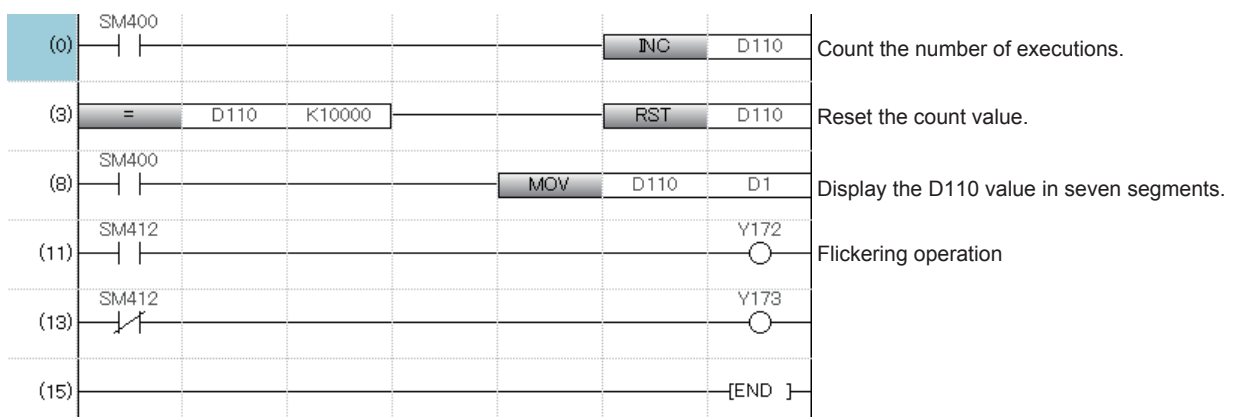 SM400
(0) INC D110 Count the number of executions.
(3) = D110 K10000 RST D110 Reset the count value.
SM400
(8) MOV D110 D1 Display the D110 value in seven segments.
SM412 Y172
(11) Flickering operation
SM412 Y173
(13)
(15) [END ]